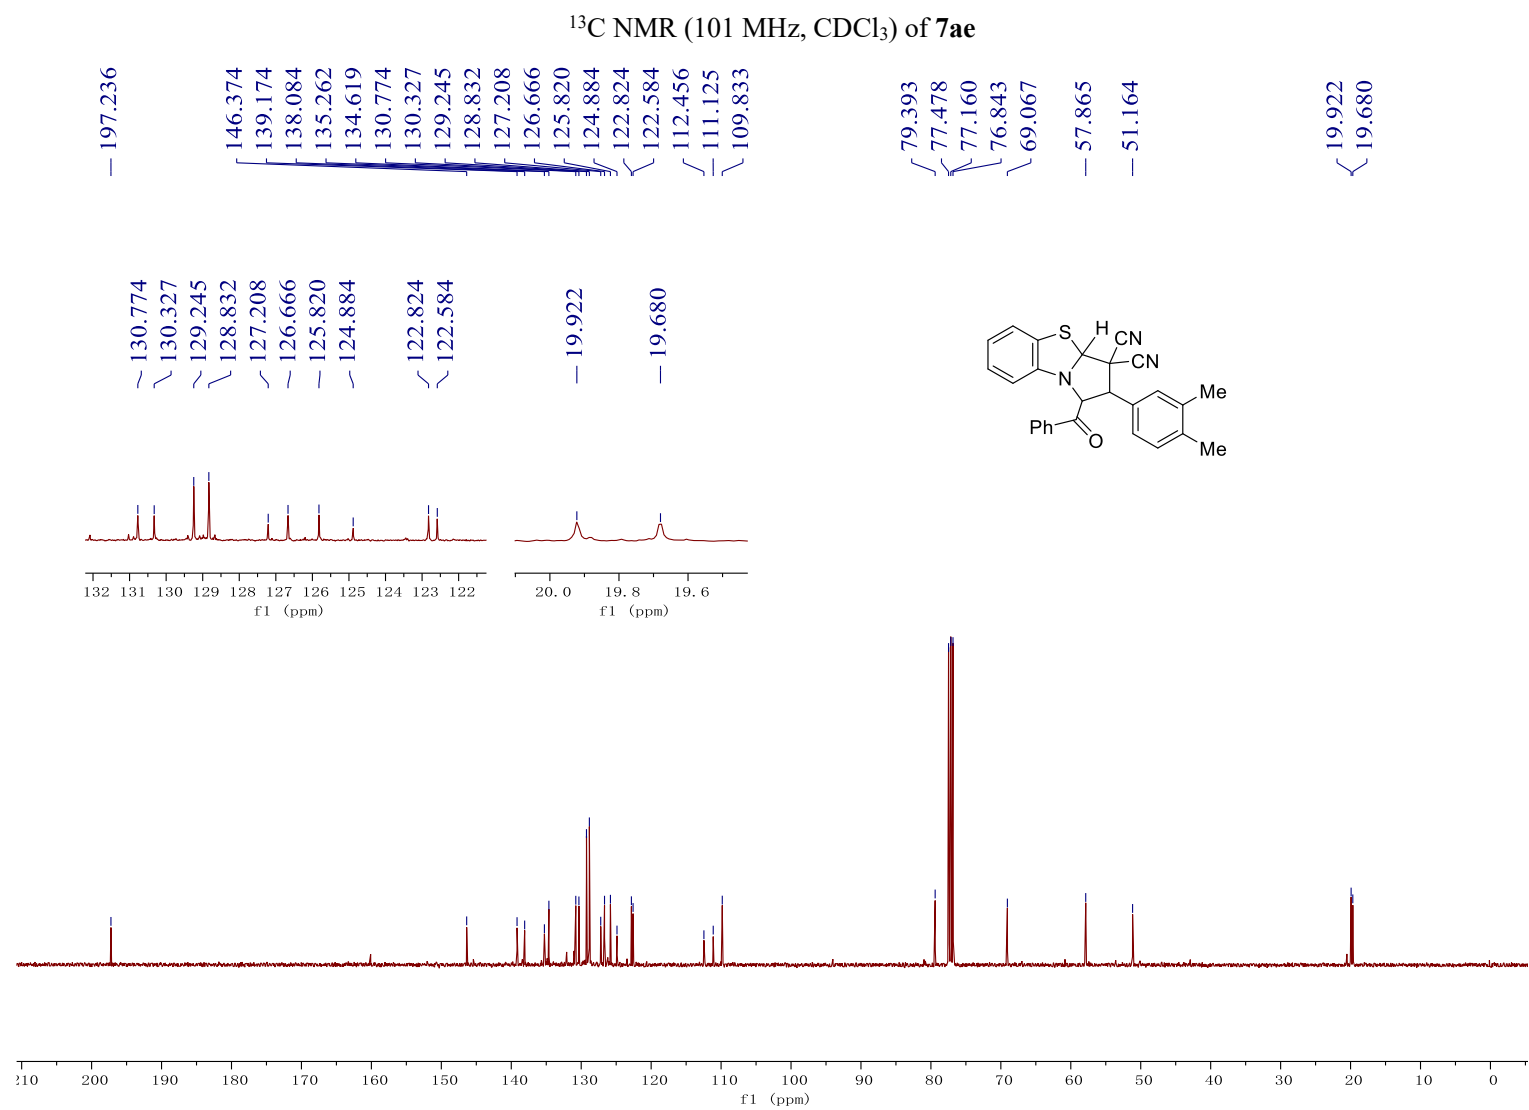 ¹³C NMR (101 MHz, CDCl₃) of 7ae
197.236
146.374
139.174
138.084
135.262
134.619
130.774
130.327
129.245
128.832
127.208
126.666
125.820
124.884
122.824
122.584
112.456
111.125
109.833
79.393
77.478
77.160
76.843
69.067
57.865
51.164
19.922
19.680
130.774
130.327
129.245
128.832
127.208
126.666
125.820
124.884
122.824
122.584
19.922
19.680
S H
CN
CN
N
Me
Ph
O
Me
132 131 130 129 128 127 126 125 124 123 122
f1 (ppm)
20.0 19.8 19.6
f1 (ppm)
210 200 190 180 170 160 150 140 130 120 110 100 90 80 70 60 50 40 30 20 10 0
f1 (ppm)